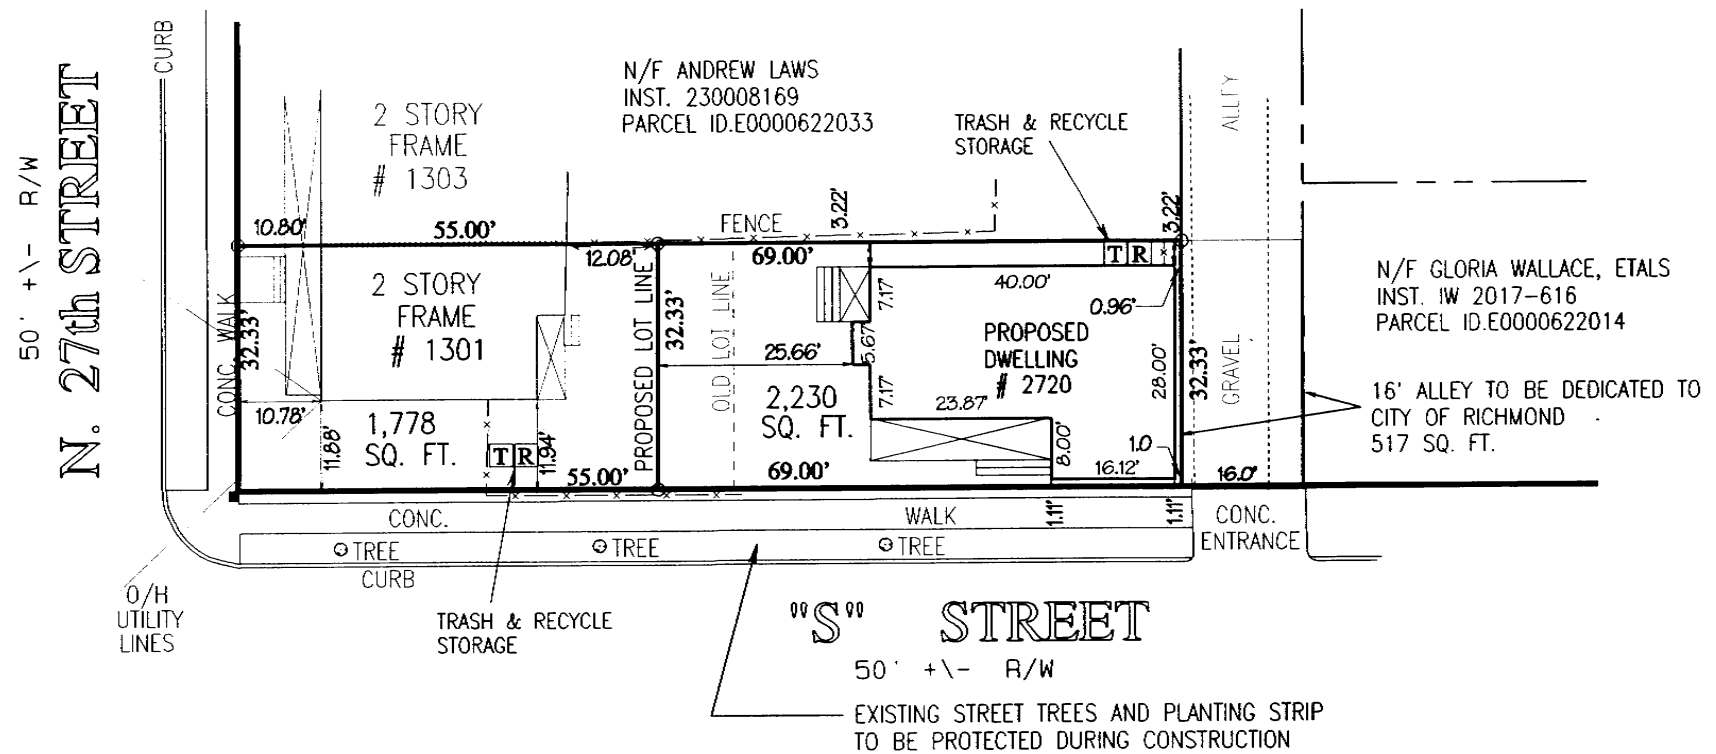 CURB
N. 27th STREET
50' +\- R/W
2 STORY
FRAME
# 1303
N/F ANDREW LAWS
INST. 230008169
PARCEL ID.E0000622033
TRASH & RECYCLE
STORAGE
ALLEY
10.80'
55.00'
FENCE
3.22'
3.22'
12.08'
69.00'
T R
CONC. WALK
32.33'
2 STORY
FRAME
# 1301
PROPOSED LOT LINE
32.33'
OLD LOT LINE
7.17'
40.00'
0.96'
N/F GLORIA WALLACE, ETALS
INST. IW 2017-616
PARCEL ID.E0000622014
PROPOSED
DWELLING
# 2720
25.66'
5.67'
28.00'
32.33'
GRAVEL
10.78'
11.88'
1,778
SQ. FT.
T R
11.94'
2,230
SQ. FT.
7.17'
23.87'
8.00'
1.0
16.12'
16' ALLEY TO BE DEDICATED TO
CITY OF RICHMOND
517 SQ. FT.
55.00'
69.00'
16.0'
CONC.
WALK
1.11'
1.11'
CONC.
ENTRANCE
TREE
TREE
TREE
CURB
O/H
UTILITY
LINES
TRASH & RECYCLE
STORAGE
"S" STREET
50' +\- R/W
EXISTING STREET TREES AND PLANTING STRIP
TO BE PROTECTED DURING CONSTRUCTION